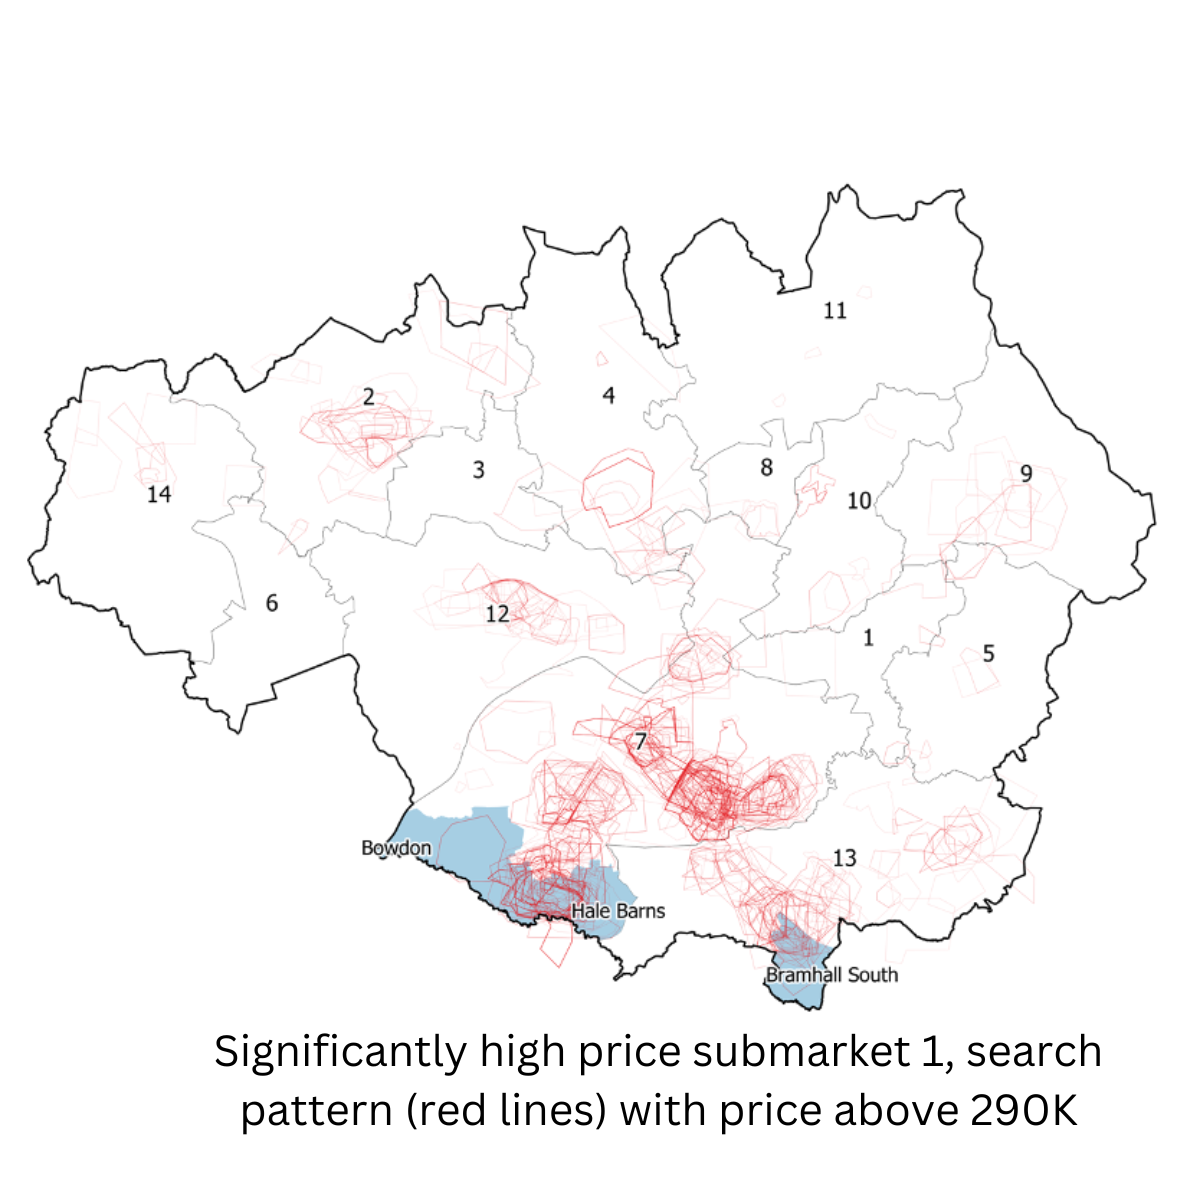 11
2
4
8
3
9
14
10
6
12
1
5
7
Bowdon
13
Hale Barns
Bramhall South
Significantly high price submarket 1, search
pattern (red lines) with price above 290K